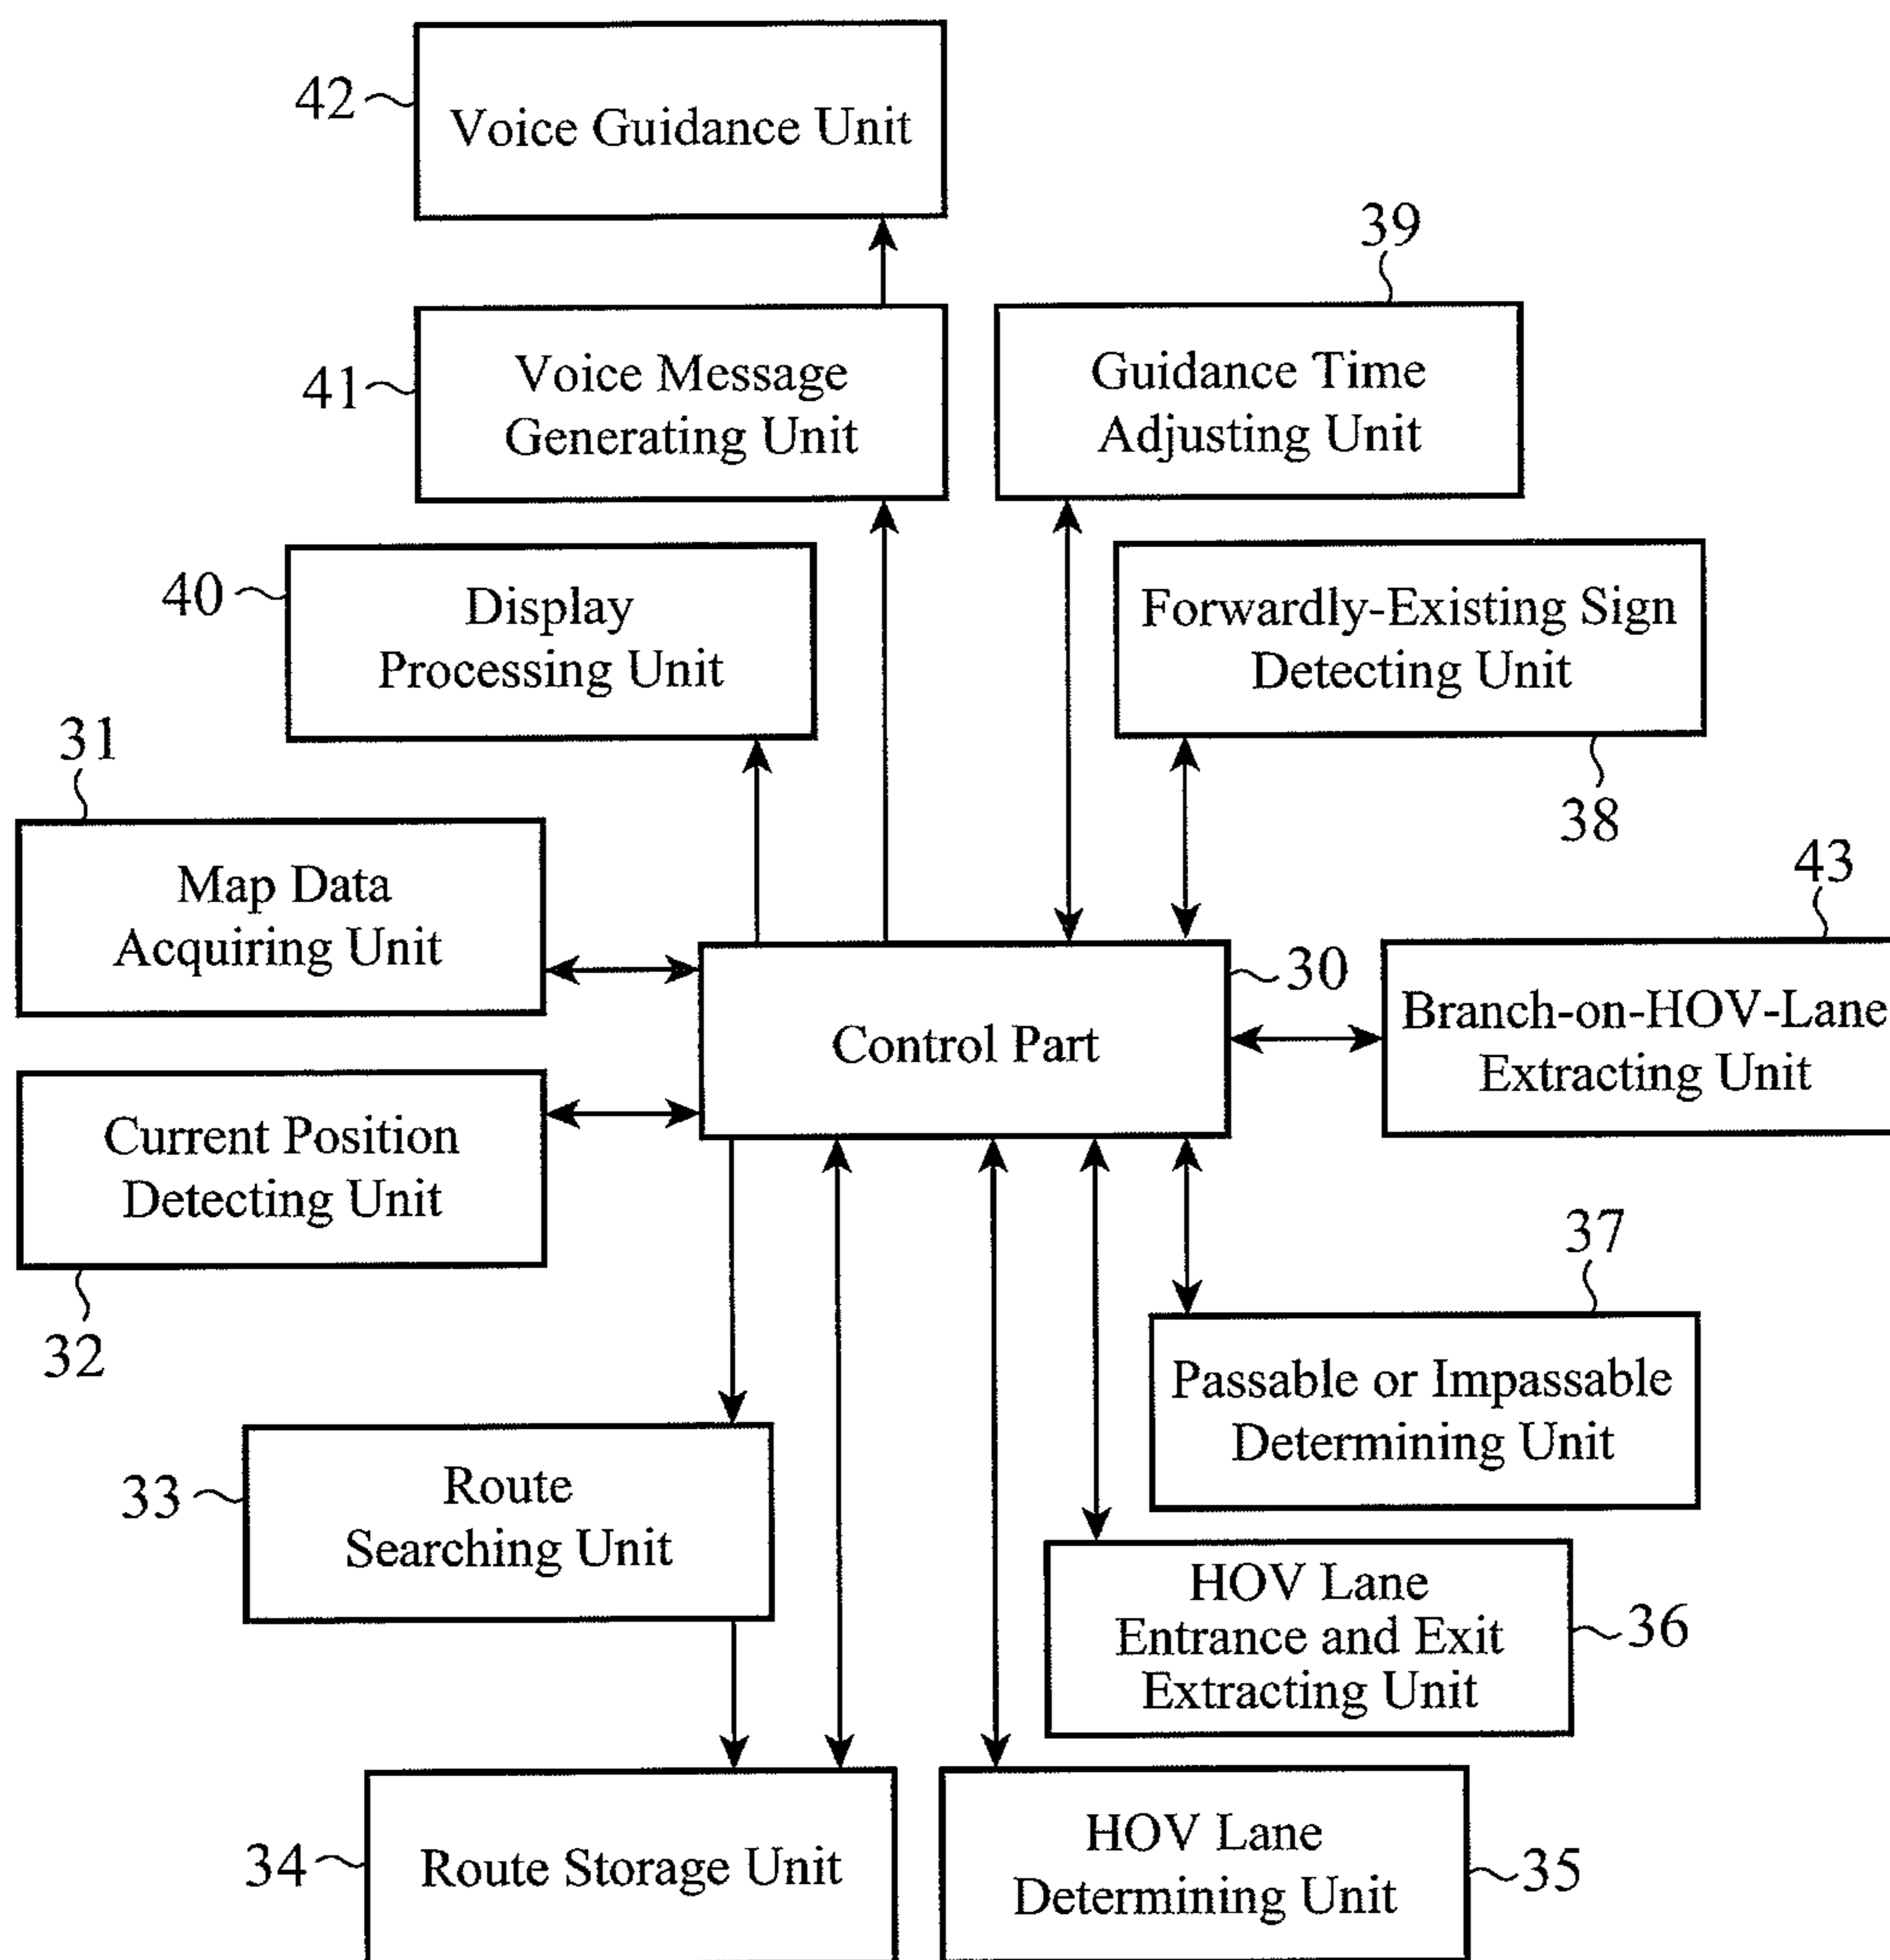 42
Voice Guidance Unit
39
41
Voice Message
Generating Unit
Guidance Time
Adjusting Unit
40
Display
Processing Unit
Forwardly-Existing Sign
Detecting Unit
38
31
Map Data
Acquiring Unit
43
30
Control Part
Branch-on-HOV-Lane
Extracting Unit
Current Position
Detecting Unit
32
37
Passable or Impassable
Determining Unit
33
Route
Searching Unit
HOV Lane
Entrance and Exit
Extracting Unit
36
34
Route Storage Unit
HOV Lane
Determining Unit
35